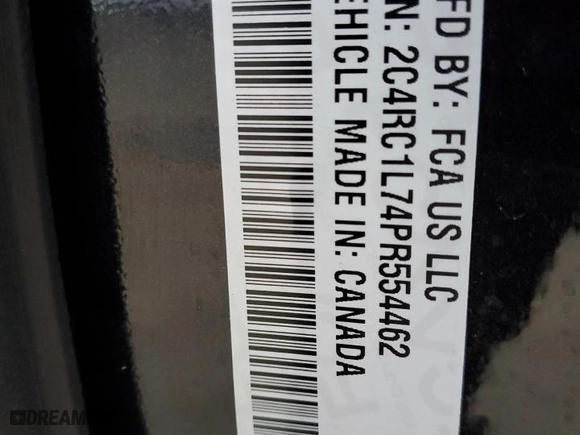 FD BY: FCA US LLC
N: 2C4RC1L74PR554462
EHICLE MADE IN: CANADA
DREAM